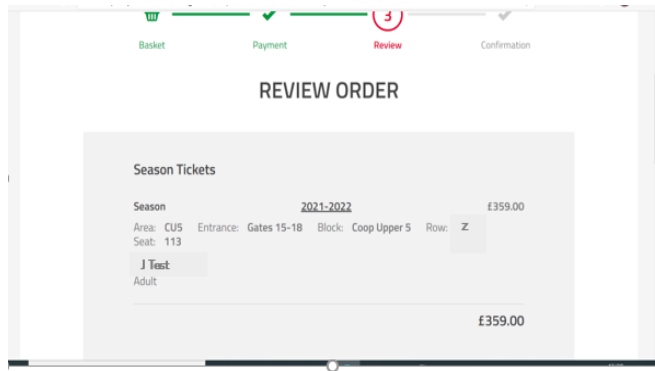 3
Basket Payment Review Confirmation
REVIEW ORDER
Season Tickets
Season 2021-2022 £359.00
Area: CU5 Entrance: Gates 15-18 Block: Coop Upper 5 Row: Z
Seat: 113
J Test
Adult
£359.00